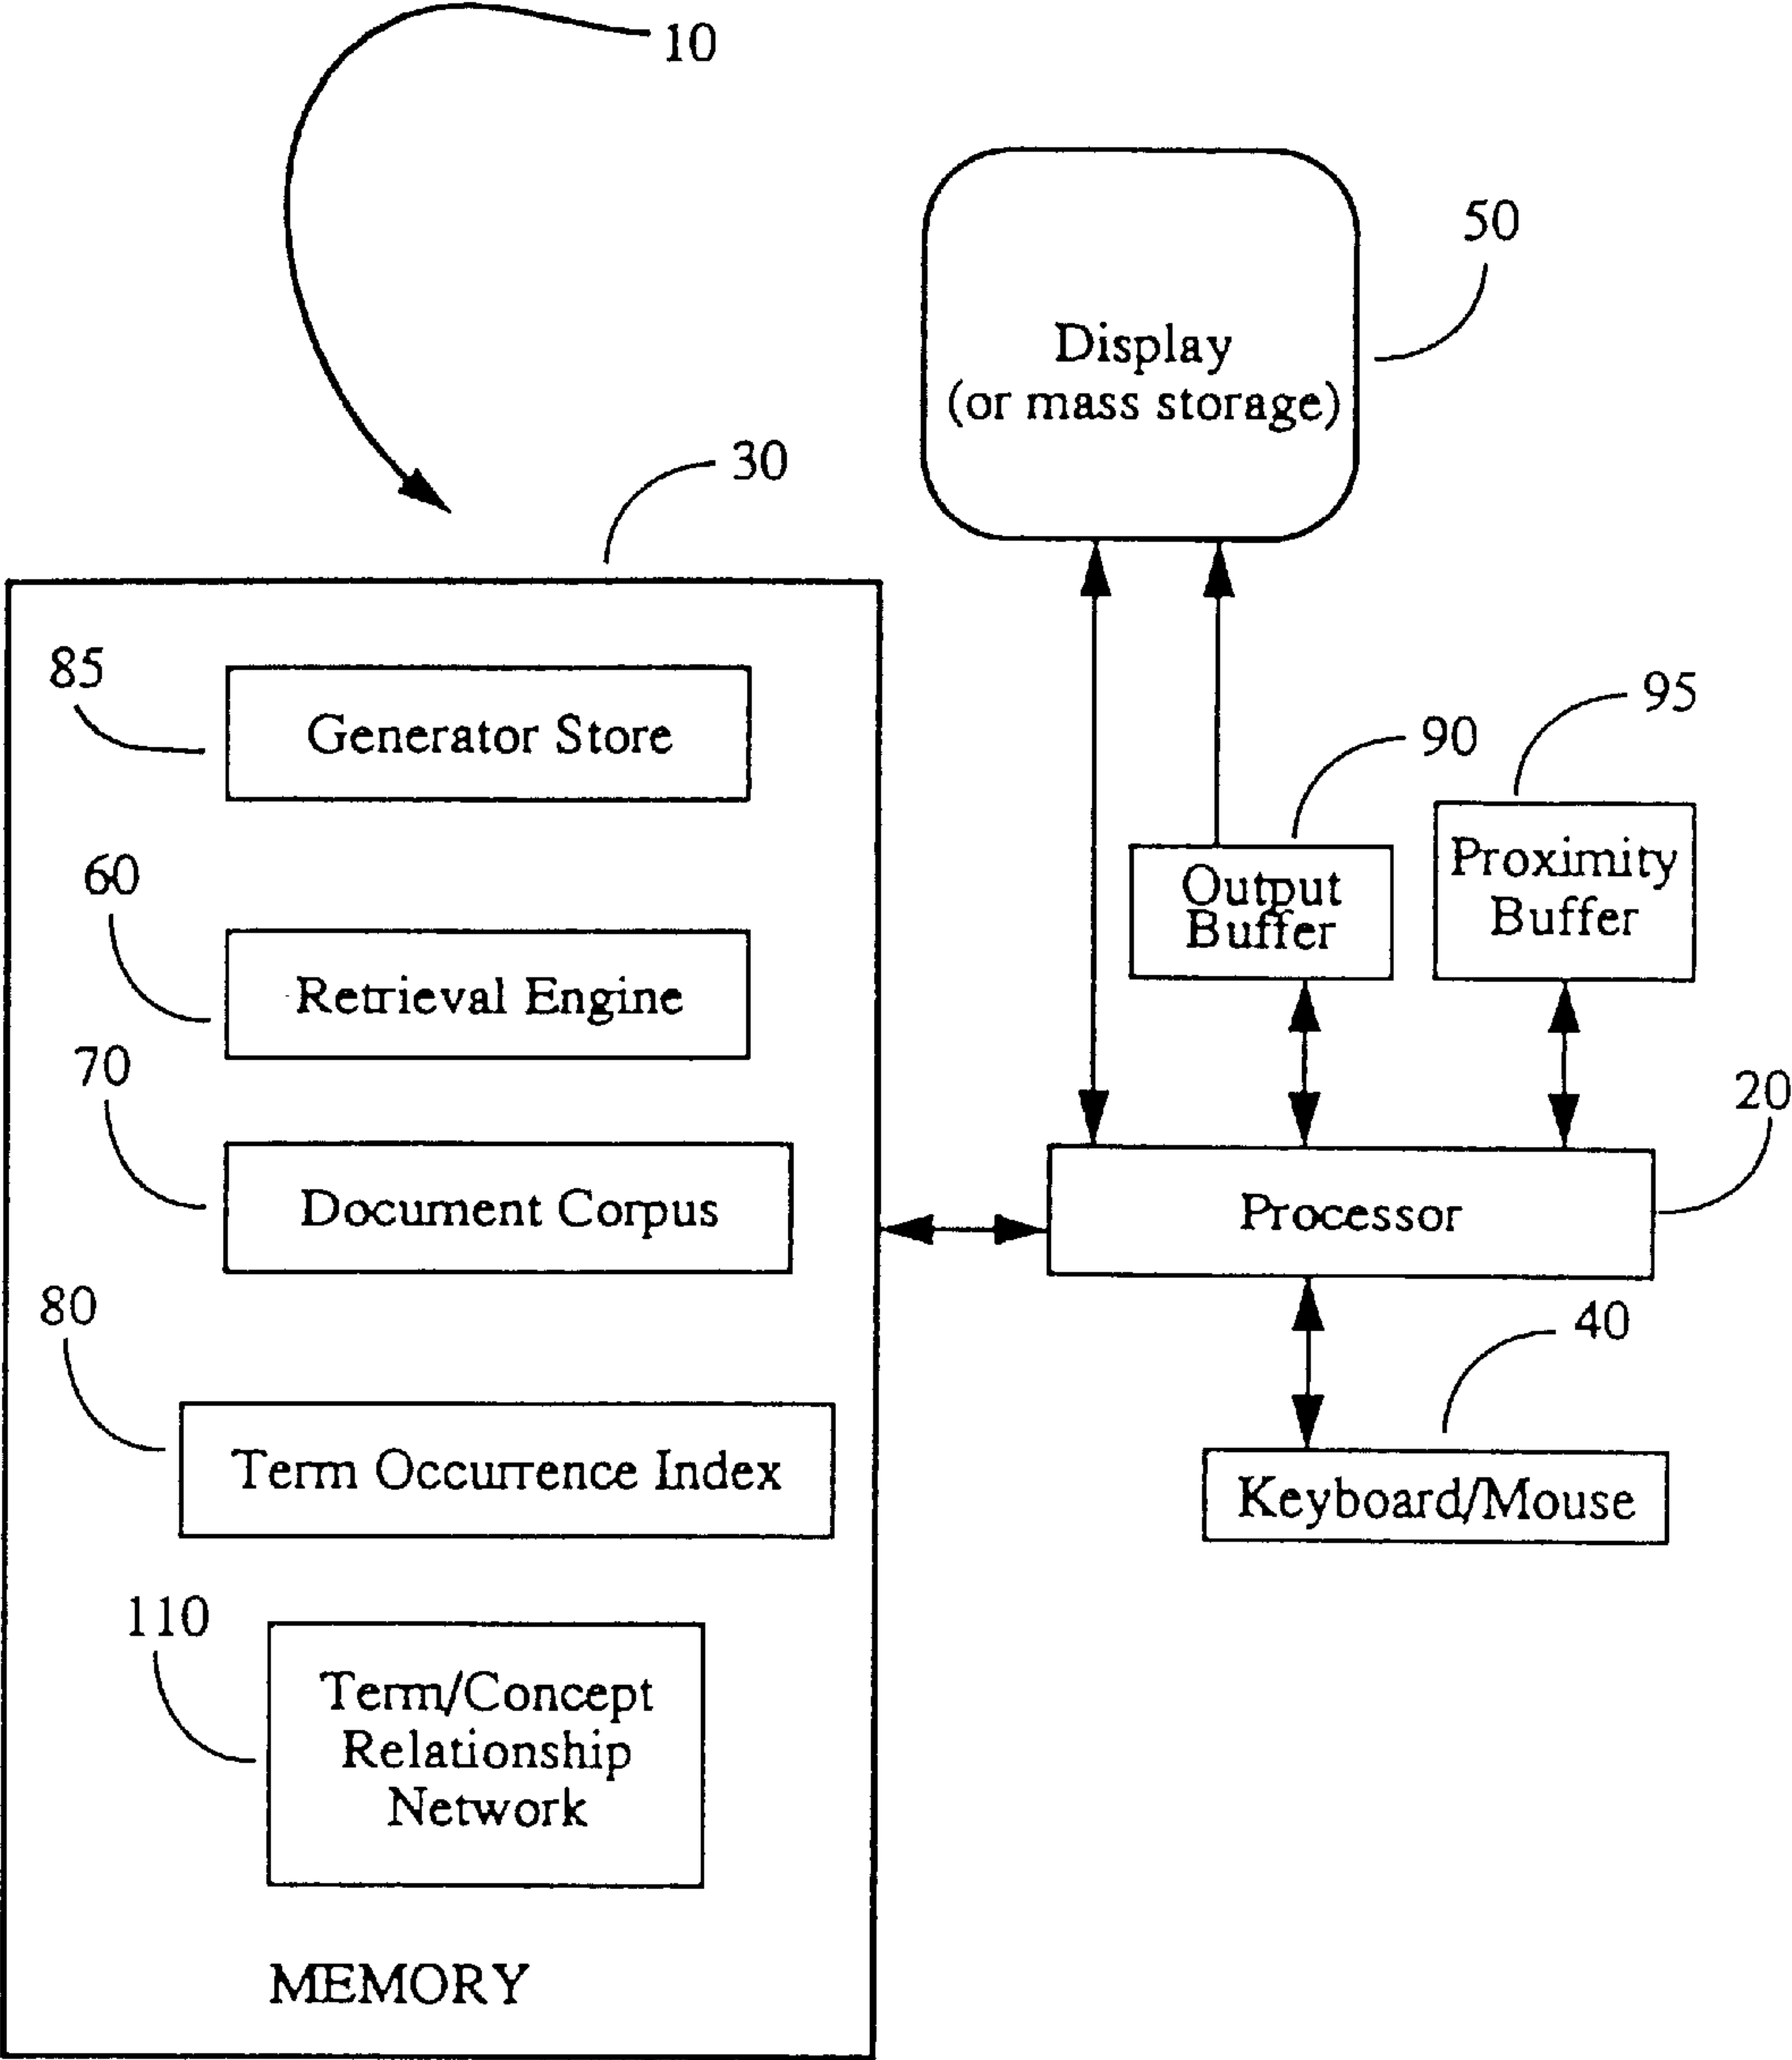 10
50
Display
(or mass storage)
30
85
Generator Store
95
90
Proximity
Buffer
Output
Buffer
60
Retrieval Engine
70
Document Corpus
20
Processor
80
Term Occurrence Index
40
Keyboard/Mouse
110
Term/Concept
Relationship
Network
MEMORY